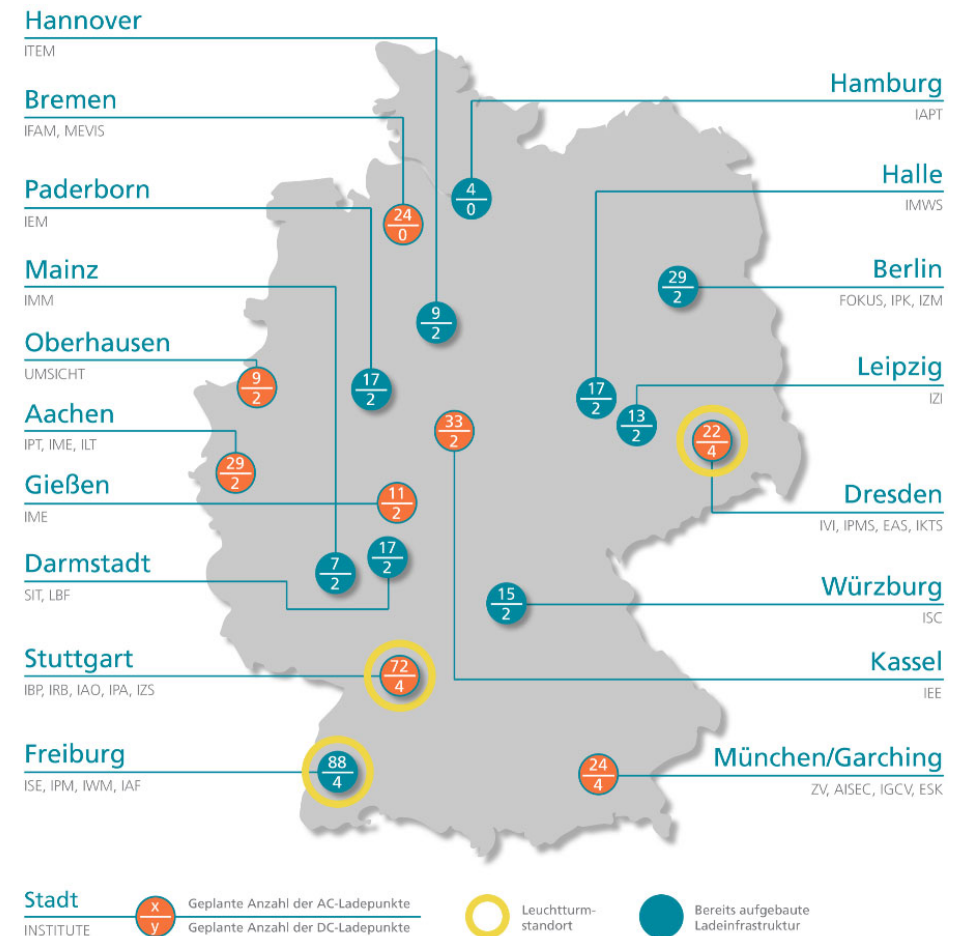 Hannover
ITEM
Bremen
IFAM, MEVIS
Paderborn
IEM
Mainz
IMM
Oberhausen
UMSICHT
Aachen
IPT, IME, ILT
Gießen
IME
Darmstadt
SIT, LBF
Stuttgart
IBP, IRB, IAO, IPA, IZS
Freiburg
ISE, IPM, IWM, IAF
Hamburg
IAPT
Halle
IMWS
Berlin
FOKUS, IPK, IZM
Leipzig
IZI
Dresden
IVI, IPMS, EAS, IKTS
Würzburg
ISC
Kassel
IEE
München/Garching
ZV, AISEC, IGCV, ESK
4
0
24
0
29
2
9
2
9
2
17
2
17
2
13
2
33
2
22
4
29
2
11
2
17
2
7
2
15
2
72
4
88
4
24
4
Stadt
INSTITUTE
x
y
Geplante Anzahl der AC-Ladepunkte
Geplante Anzahl der DC-Ladepunkte
Leuchtturm-
standort
Bereits aufgebaute
Ladeinfrastruktur